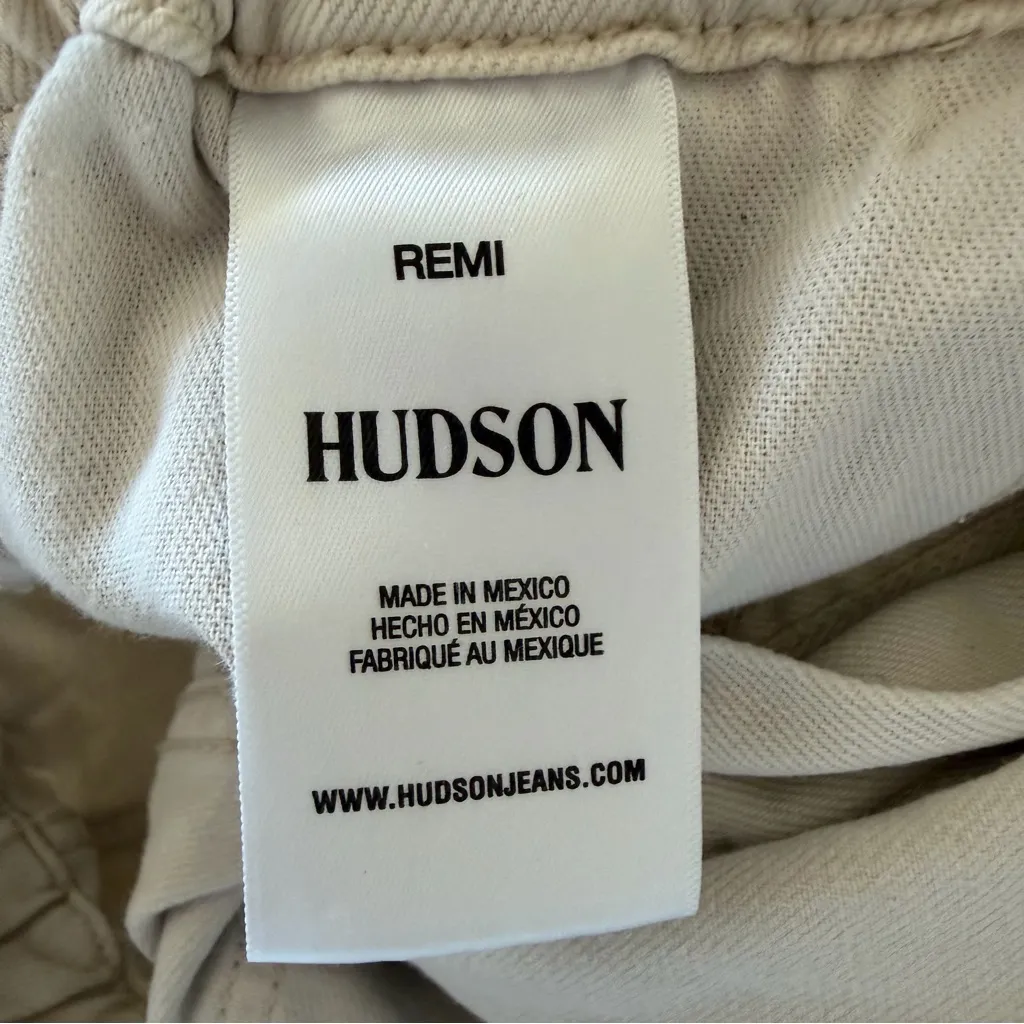 REMI
HUDSON
MADE IN MEXICO
HECHO EN MÉXICO
FABRIQUÉ AU MEXIQUE
WWW.HUDSONJEANS.COM